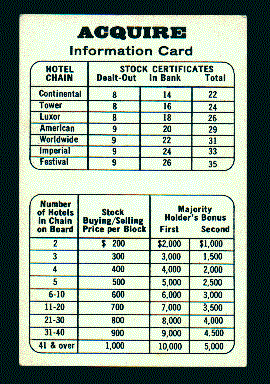 ACQUIRE
Information Card
HOTEL CHAIN STOCK CERTIFICATES
Dealt-Out In Bank Total
Continental 8 14 22
Tower 8 16 24
Luxor 8 18 26
American 9 20 29
Worldwide 9 22 31
Imperial 9 24 33
Festival 9 26 35
Number of Hotels in Chain on Board Stock Buying/Selling Price per Block Majority Holder's Bonus
First Second
2 $ 200 $2,000 $1,000
3 300 3,000 1,500
4 400 4,000 2,000
5 500 5,000 2,500
6-10 600 6,000 3,000
11-20 700 7,000 3,500
21-30 800 8,000 4,000
31-40 900 9,000 4,500
41 & over 1,000 10,000 5,000